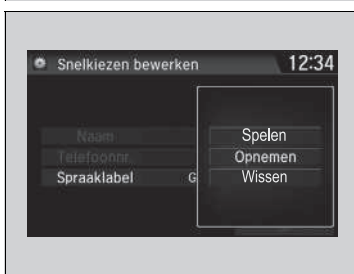 Snelkiezen bewerken 12:34
Naam
Telefoonnr.
Spraaklabel G
Spelen
Opnemen
Wissen